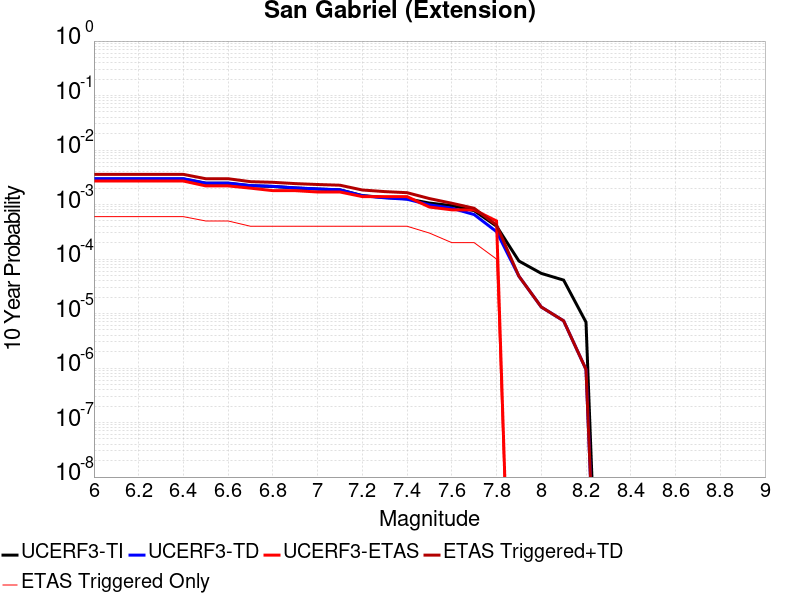 San Gabriel (Extension)
10^0
10^-1
10^-2
10^-3
10^-4
10^-5
10^-6
10^-7
10^-8
10 Year Probability
6 6.2 6.4 6.6 6.8 7 7.2 7.4 7.6 7.8 8 8.2 8.4 8.6 8.8 9
Magnitude
UCERF3-TI UCERF3-TD UCERF3-ETAS ETAS Triggered+TD
ETAS Triggered Only